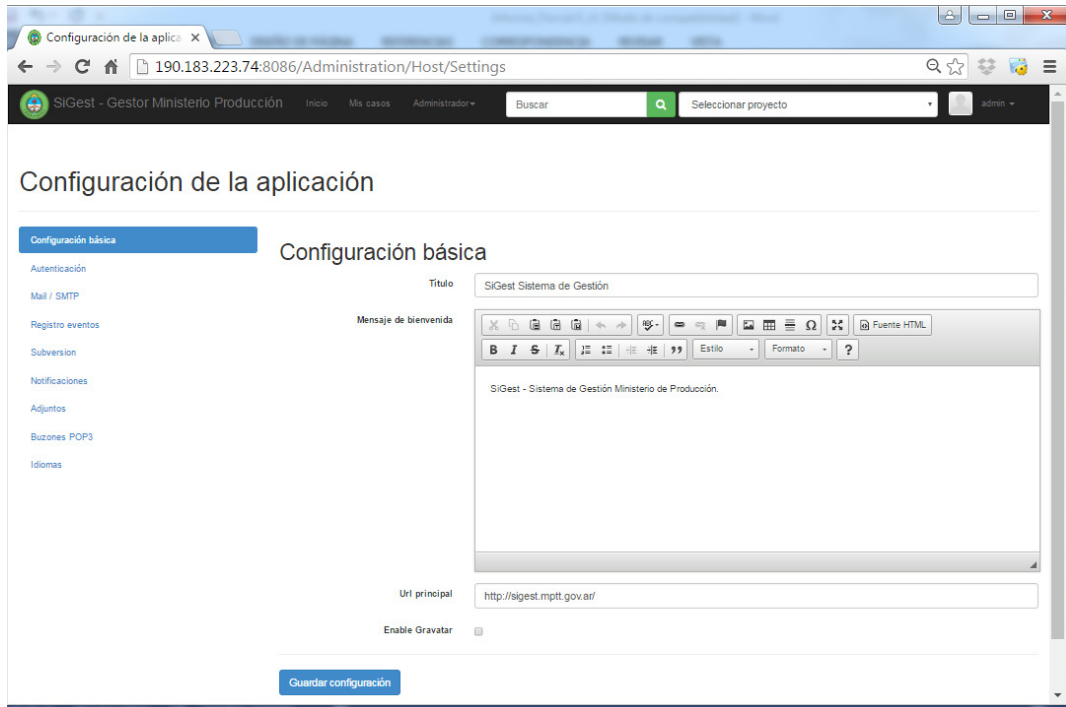 Configuración de la aplica
190.183.223.74:8086/Administration/Host/Settings
SiGest - Gestor Ministerio Producción Inicio Mis casos Administrador Buscar Seleccionar proyecto admin
Configuración de la aplicación
Configuración básica
Autenticación
Mail / SMTP
Registro eventos
Subversion
Notificaciones
Adjuntos
Buzones POP3
Idiomas
Configuración básica
Título SiGest Sistema de Gestión
Mensaje de bienvenida
Fuente HTML
Estilo Formato ?
SiGest - Sistema de Gestión Ministerio de Producción.
Url principal http://sigest.mptt.gov.ar/
Enable Gravatar
Guardar configuración